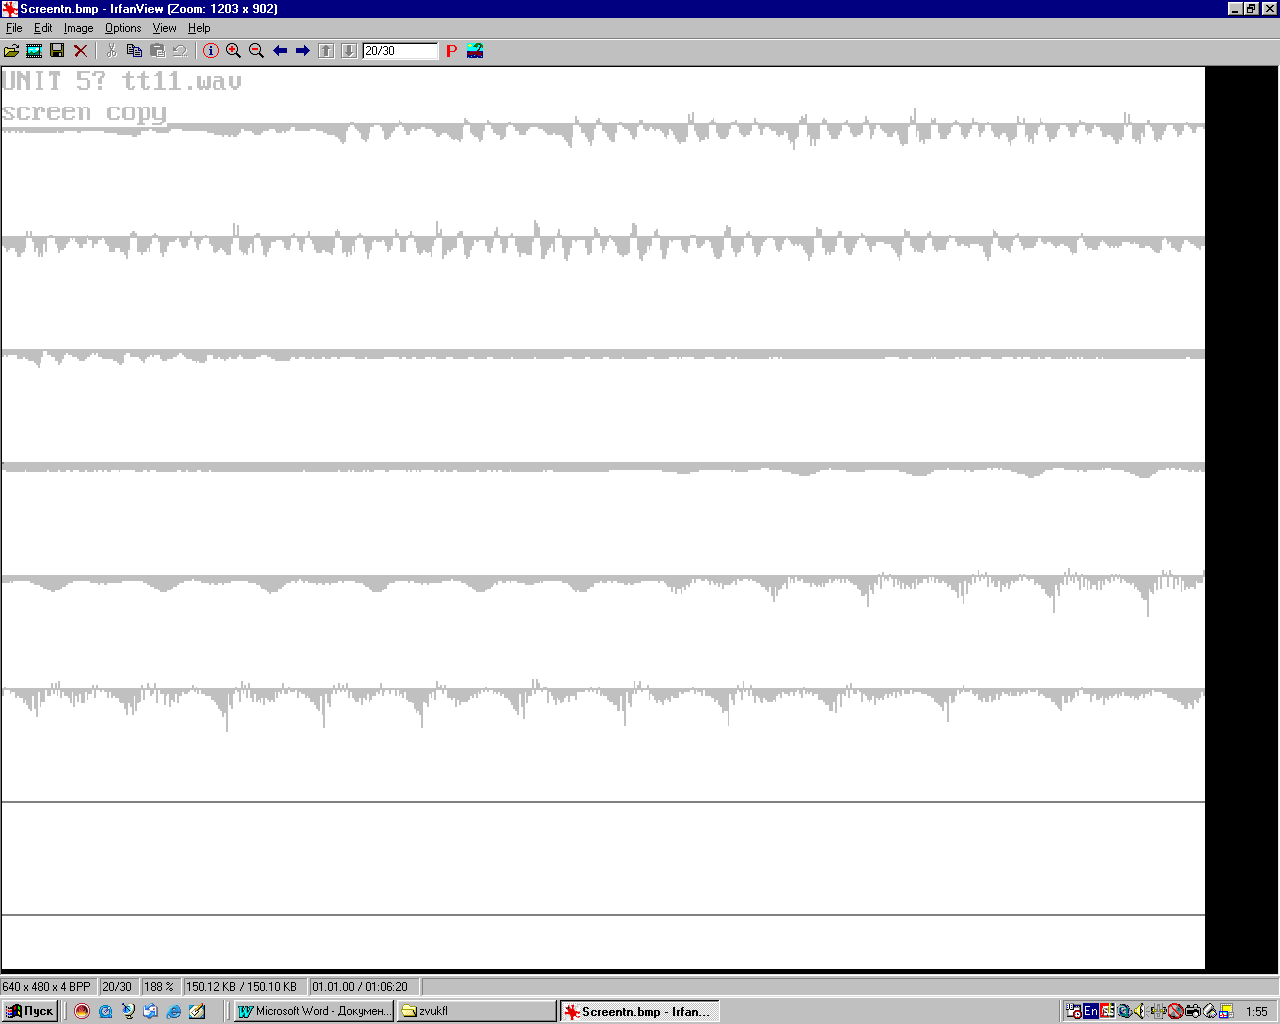 Screentn.bmp - IrfanView (Zoom: 1203 x 902)
File Edit Image Options View Help
20/30 P
UNIT 5? tt11.wav
screen copy
640 x 480 x 4 BPP 20/30 188 % 150.12 KB / 150.10 KB 01.01.00 / 01:06:20
Пуск Microsoft Word - Докумен... zvukfl Screentn.bmp - Irfan... En 1:55